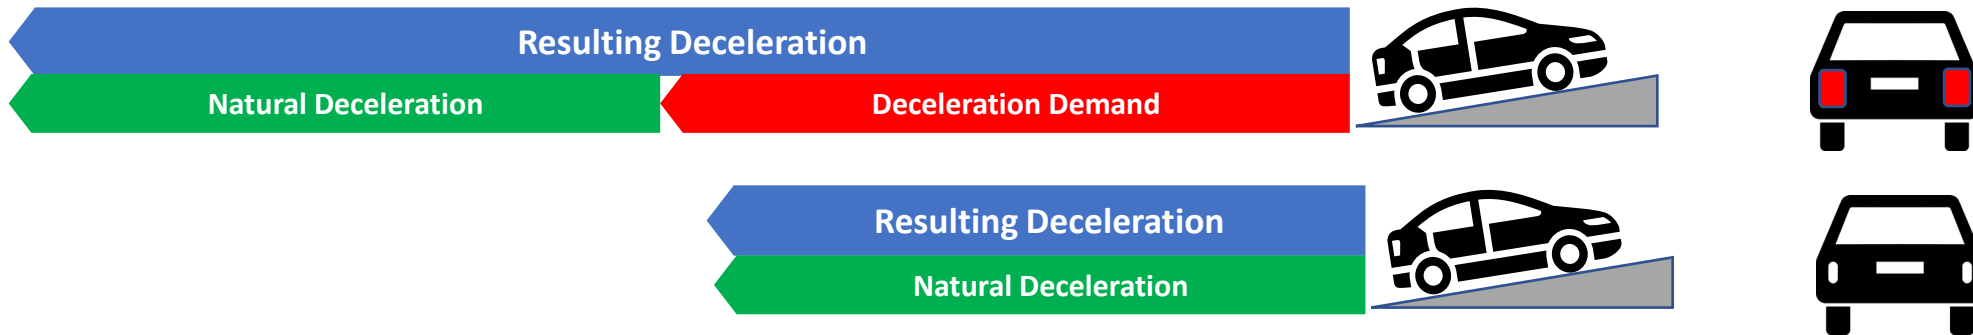 Resulting Deceleration
Natural Deceleration
Deceleration Demand
Resulting Deceleration
Natural Deceleration